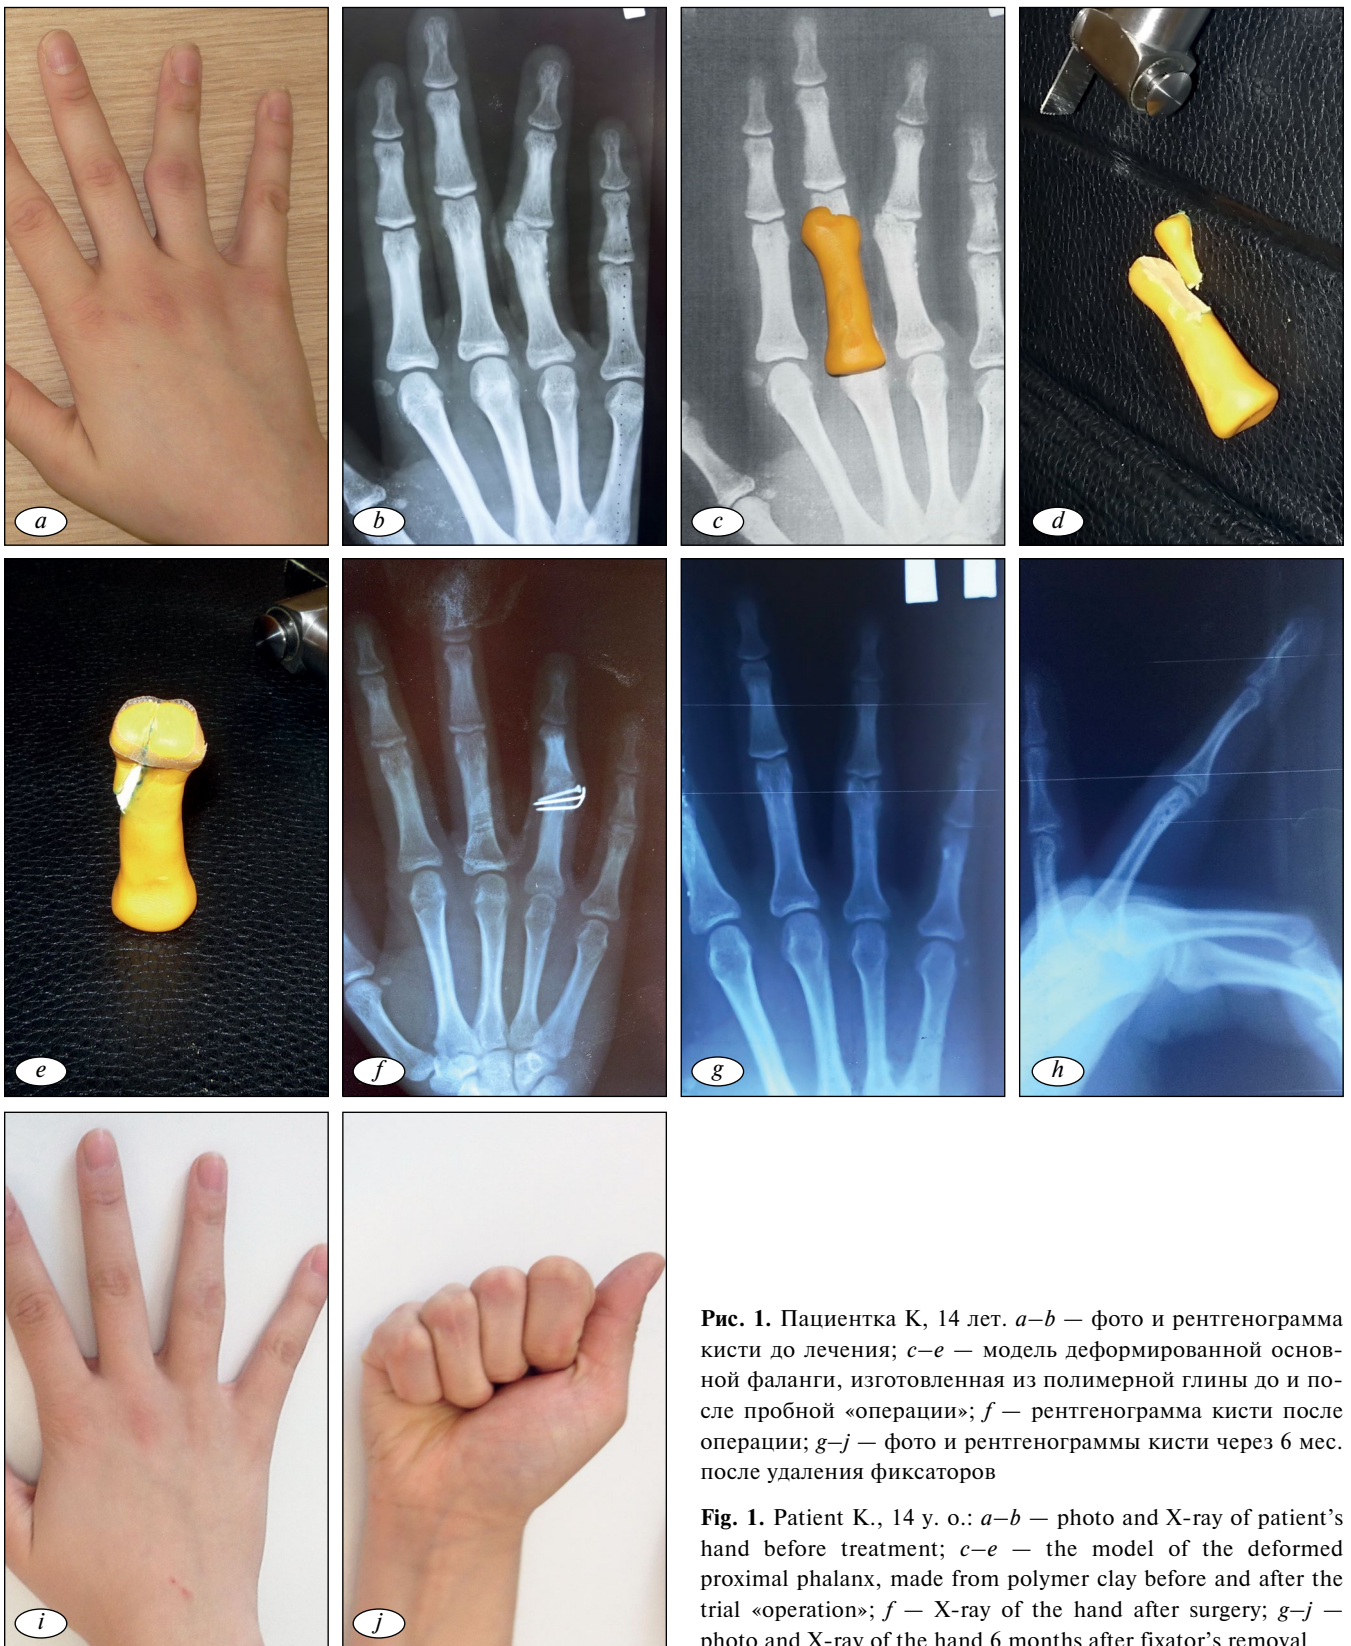 a
b
c
d
e
f
g
h
i
j
Рис. 1. Пациентка К, 14 лет. a–b — фото и рентгенограмма
кисти до лечения; c–e — модель деформированной основ-
ной фаланги, изготовленная из полимерной глины до и по-
сле пробной «операции»; f — рентгенограмма кисти после
операции; g–j — фото и рентгенограммы кисти через 6 мес.
после удаления фиксаторов
Fig. 1. Patient K., 14 y. o.: a–b — photo and X-ray of patient’s
hand before treatment; c–e — the model of the deformed
proximal phalanx, made from polymer clay before and after the
trial «operation»; f — X-ray of the hand after surgery; g–j —
photo and X-ray of the hand 6 months after fixator’s removal